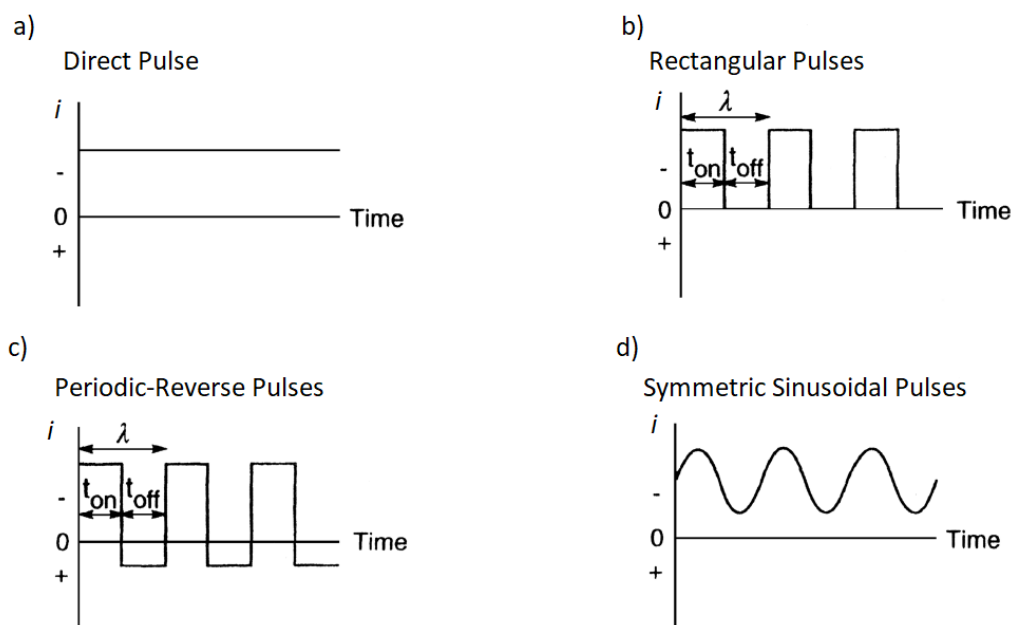 a)
Direct Pulse
i
-
0
Time
+
b)
Rectangular Pulses
i
λ
ton
toff
-
0
Time
+
c)
Periodic-Reverse Pulses
i
λ
ton
toff
-
0
Time
+
d)
Symmetric Sinusoidal Pulses
i
-
0
Time
+